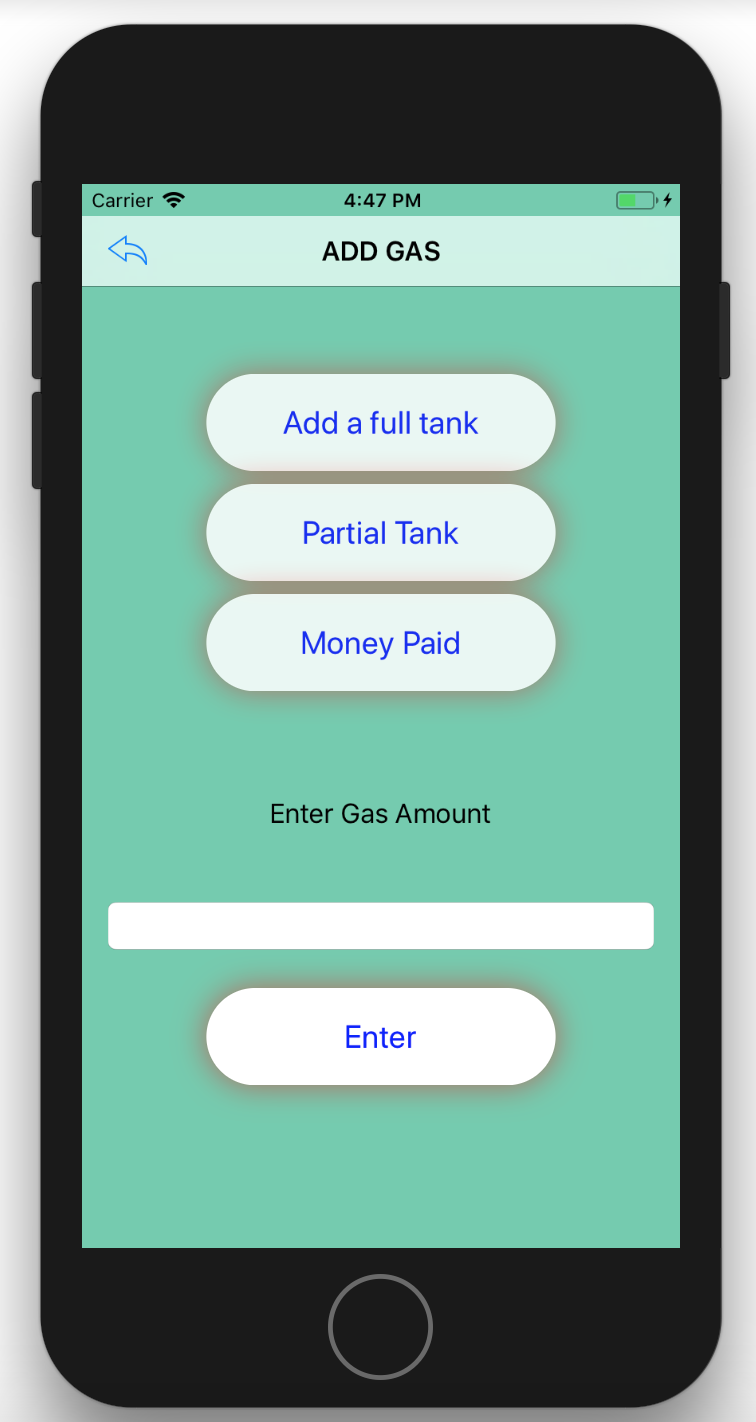 Carrier 4:47 PM
ADD GAS
Add a full tank
Partial Tank
Money Paid
Enter Gas Amount
Enter